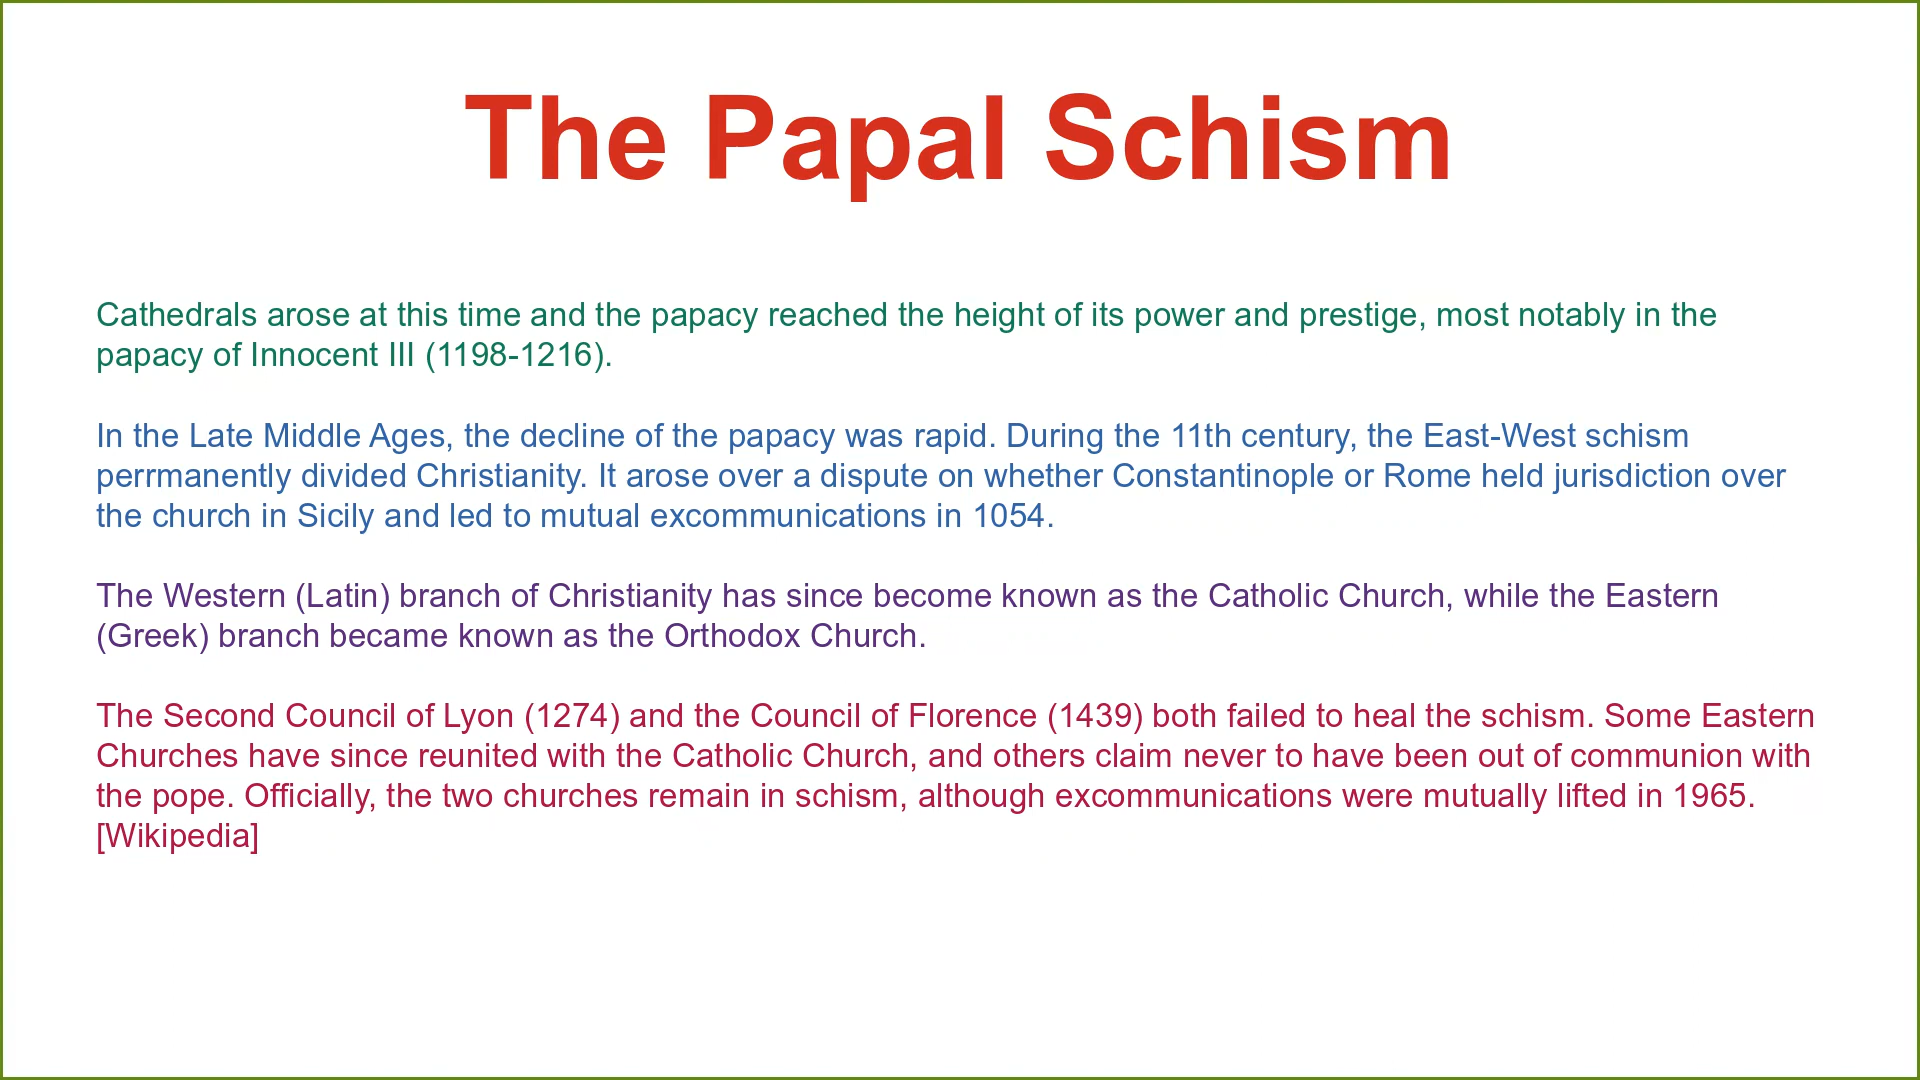 The Papal Schism
Cathedrals arose at this time and the papacy reached the height of its power and prestige, most notably in the
papacy of Innocent III (1198-1216).
In the Late Middle Ages, the decline of the papacy was rapid. During the 11th century, the East-West schism
perrmanently divided Christianity. It arose over a dispute on whether Constantinople or Rome held jurisdiction over
the church in Sicily and led to mutual excommunications in 1054.
The Western (Latin) branch of Christianity has since become known as the Catholic Church, while the Eastern
(Greek) branch became known as the Orthodox Church.
The Second Council of Lyon (1274) and the Council of Florence (1439) both failed to heal the schism. Some Eastern
Churches have since reunited with the Catholic Church, and others claim never to have been out of communion with
the pope. Officially, the two churches remain in schism, although excommunications were mutually lifted in 1965.
[Wikipedia]